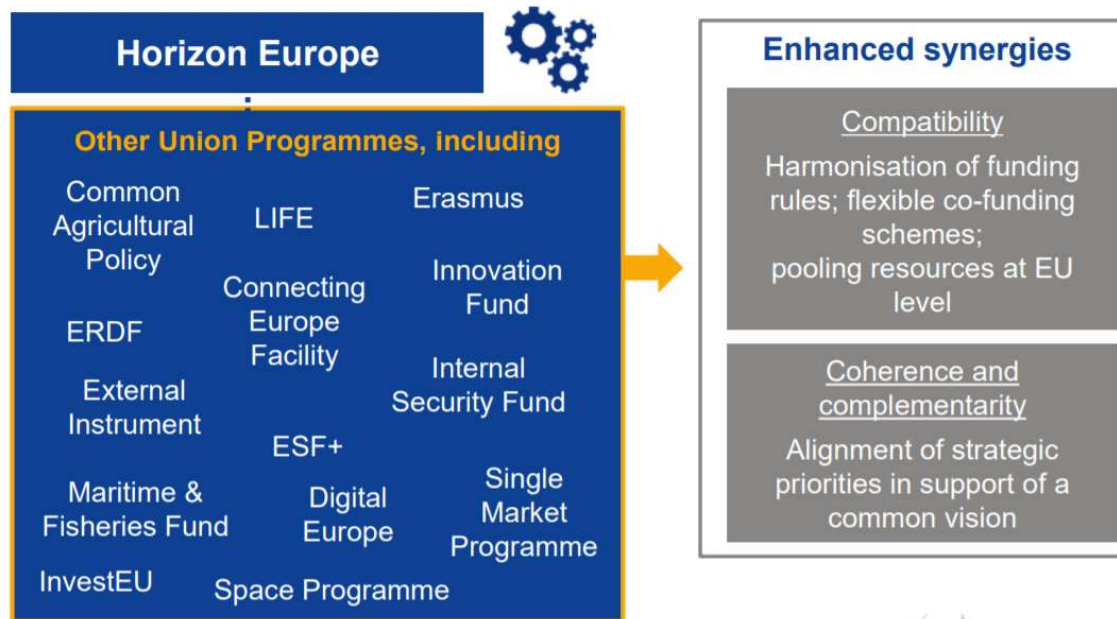 Horizon Europe
Other Union Programmes, including
Common
Agricultural
Policy
LIFE
Erasmus
Connecting
Europe
Facility
Innovation
Fund
ERDF
External
Instrument
Internal
Security Fund
ESF+
Maritime &
Fisheries Fund
Digital
Europe
Single
Market
Programme
InvestEU
Space Programme
Enhanced synergies
Compatibility
Harmonisation of funding
rules; flexible co-funding
schemes;
pooling resources at EU
level
Coherence and
complementarity
Alignment of strategic
priorities in support of a
common vision